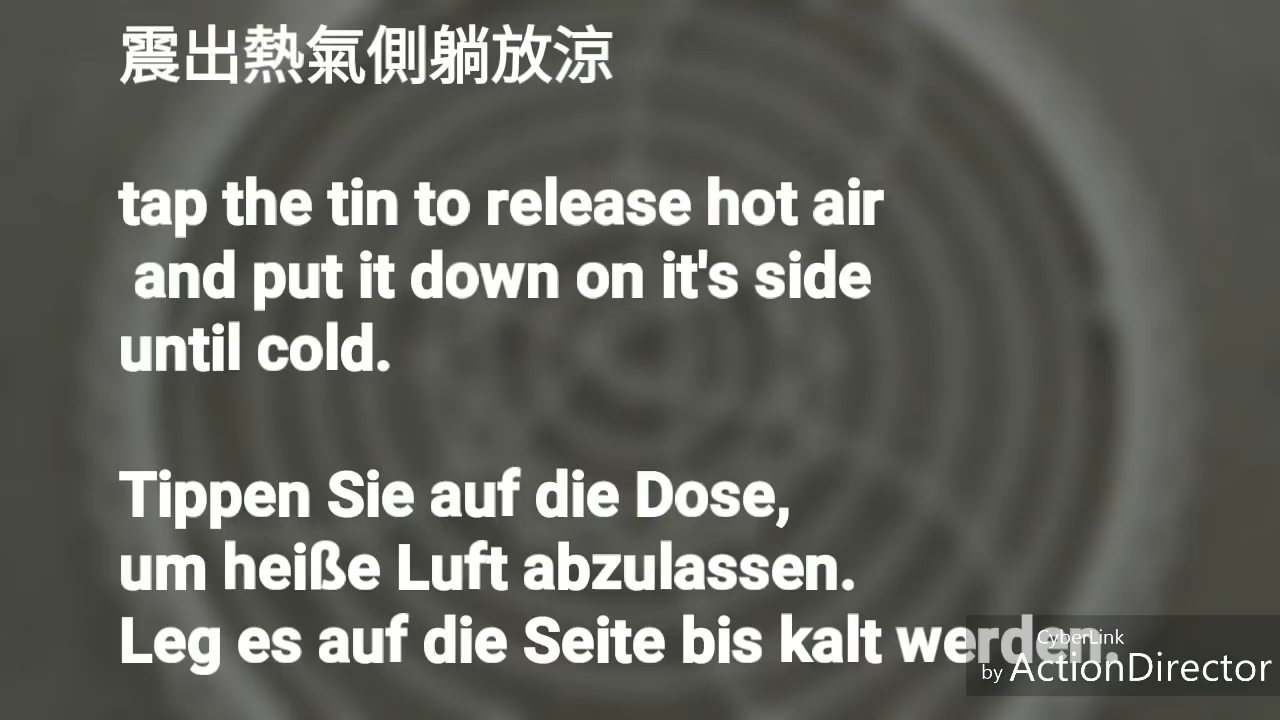 震出熱氣側躺放涼
tap the tin to release hot air
and put it down on it's side
until cold.
Tippen Sie auf die Dose,
um heiße Luft abzulassen.
Leg es auf die Seite bis kalt werden.
CyberLink
by ActionDirector